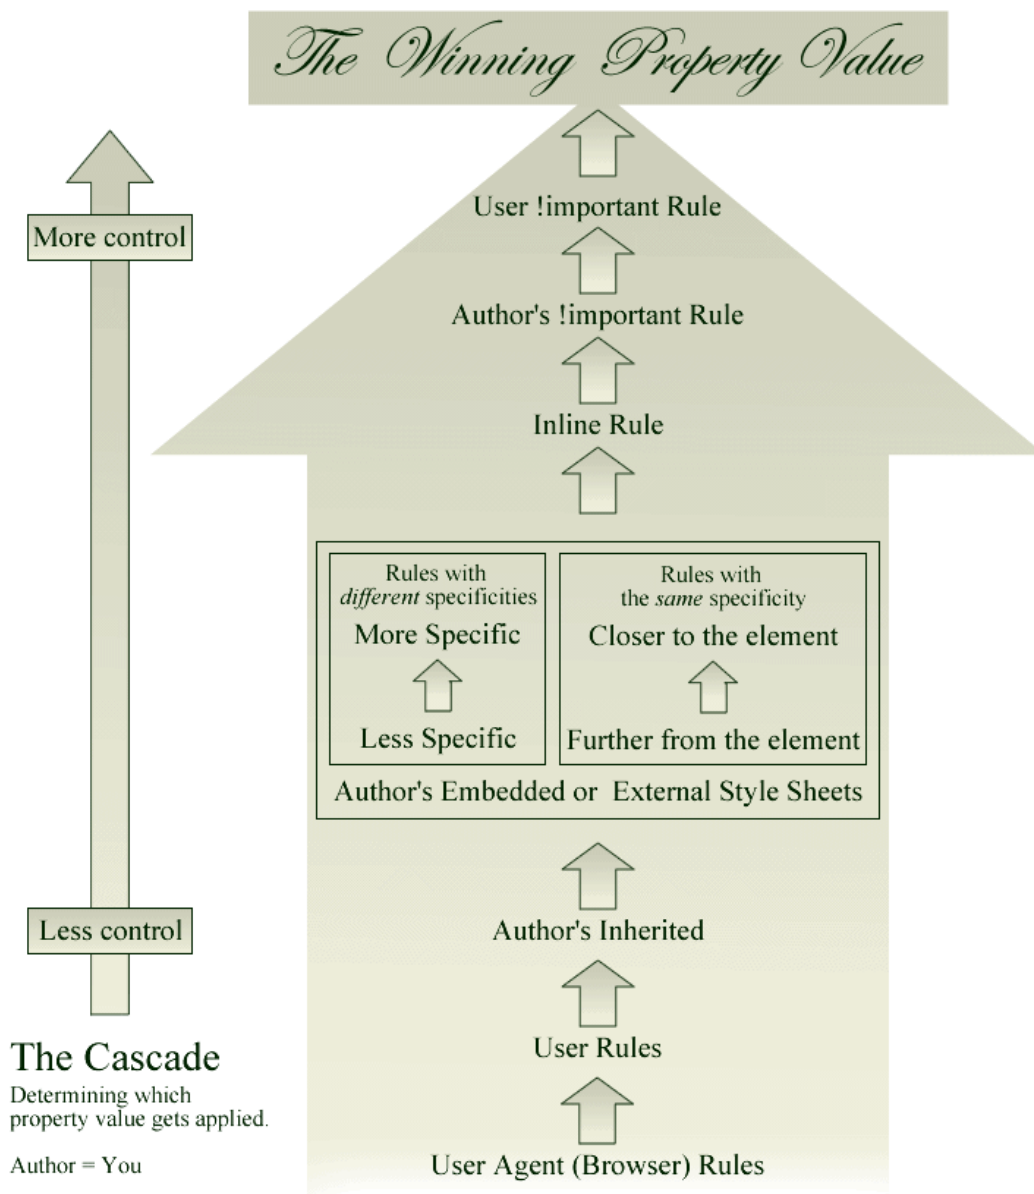 The Winning Property Value
User !important Rule
More control
Author's !important Rule
Inline Rule
Rules with
different specificities
More Specific
Less Specific
Rules with
the same specificity
Closer to the element
Further from the element
Author's Embedded or External Style Sheets
Less control
Author's Inherited
User Rules
User Agent (Browser) Rules
The Cascade
Determining which
property value gets applied.
Author = You